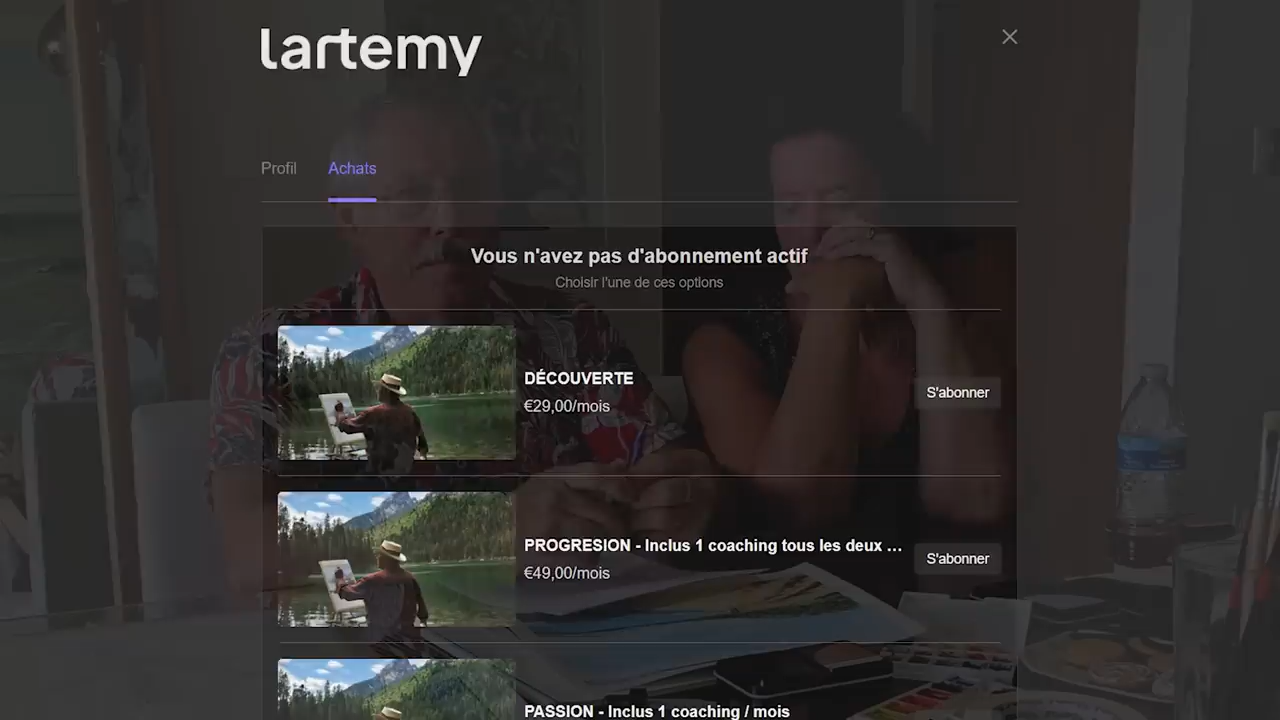 lartemy
Profil
Achats
Vous n'avez pas d'abonnement actif
Choisir l'une de ces options
DÉCOUVERTE
€29,00/mois
S'abonner
PROGRESION - Inclus 1 coaching tous les deux ...
€49,00/mois
S'abonner
PASSION - Inclus 1 coaching / mois